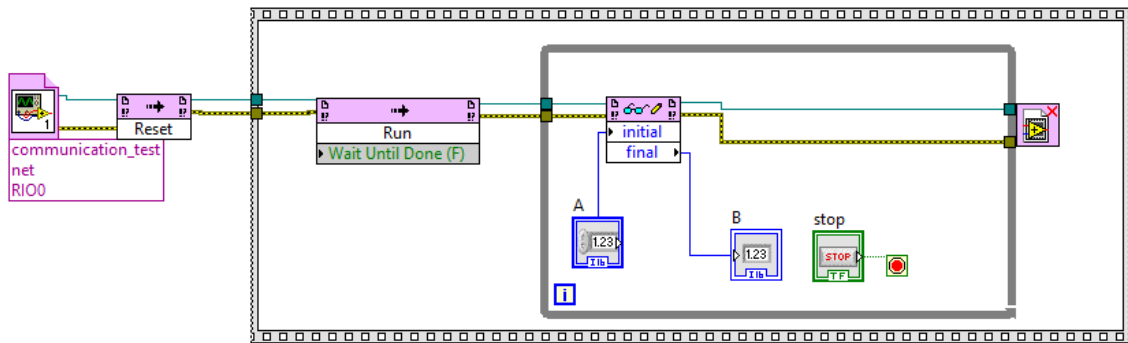 1
Reset
communication_test
net
RIO0
Run
Wait Until Done (F)
initial
final
A
1.23
I16
B
1.23
I16
stop
STOP
TF
i